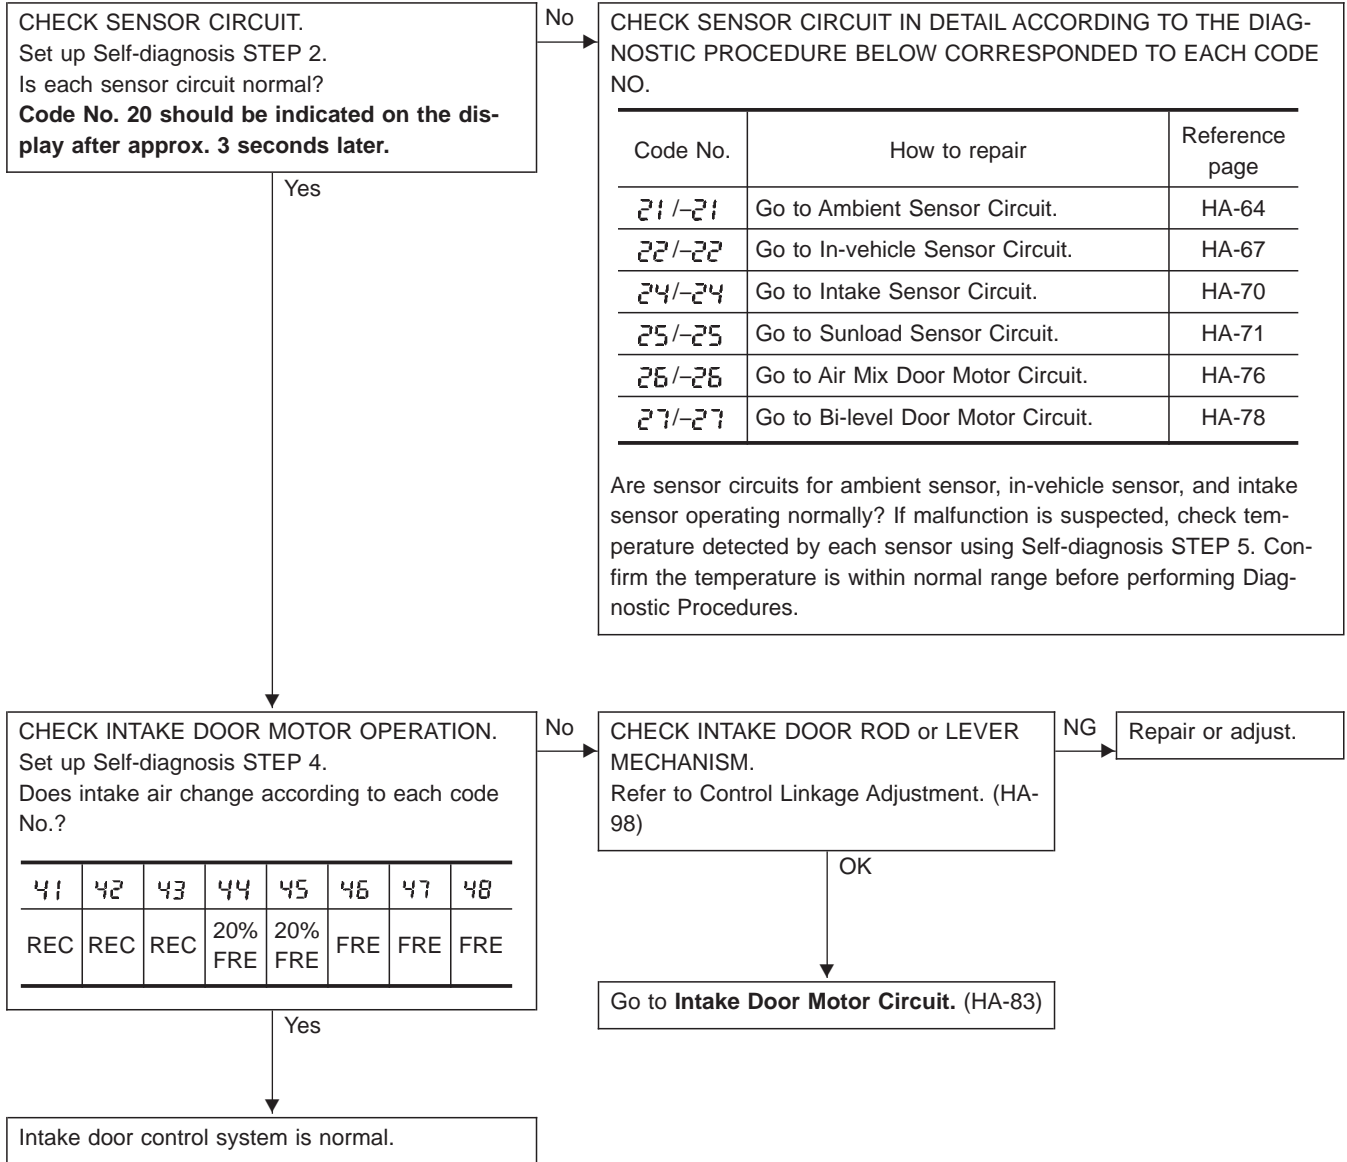 CHECK SENSOR CIRCUIT.
Set up Self-diagnosis STEP 2.
Is each sensor circuit normal?
Code No. 20 should be indicated on the dis-
play after approx. 3 seconds later.
No
CHECK SENSOR CIRCUIT IN DETAIL ACCORDING TO THE DIAG-
NOSTIC PROCEDURE BELOW CORRESPONDED TO EACH CODE
NO.
Code No. How to repair Reference
page
21/–21 Go to Ambient Sensor Circuit. HA-64
22/–22 Go to In-vehicle Sensor Circuit. HA-67
24/–24 Go to Intake Sensor Circuit. HA-70
25/–25 Go to Sunload Sensor Circuit. HA-71
26/–26 Go to Air Mix Door Motor Circuit. HA-76
27/–27 Go to Bi-level Door Motor Circuit. HA-78
Are sensor circuits for ambient sensor, in-vehicle sensor, and intake
sensor operating normally? If malfunction is suspected, check tem-
perature detected by each sensor using Self-diagnosis STEP 5. Con-
firm the temperature is within normal range before performing Diag-
nostic Procedures.
Yes
CHECK INTAKE DOOR MOTOR OPERATION.
Set up Self-diagnosis STEP 4.
Does intake air change according to each code
No.?
41 42 43 44 45 46 47 48
REC REC REC 20% FRE 20% FRE FRE FRE FRE
No
CHECK INTAKE DOOR ROD or LEVER
MECHANISM.
Refer to Control Linkage Adjustment. (HA-
98)
NG
Repair or adjust.
OK
Go to Intake Door Motor Circuit. (HA-83)
Yes
Intake door control system is normal.